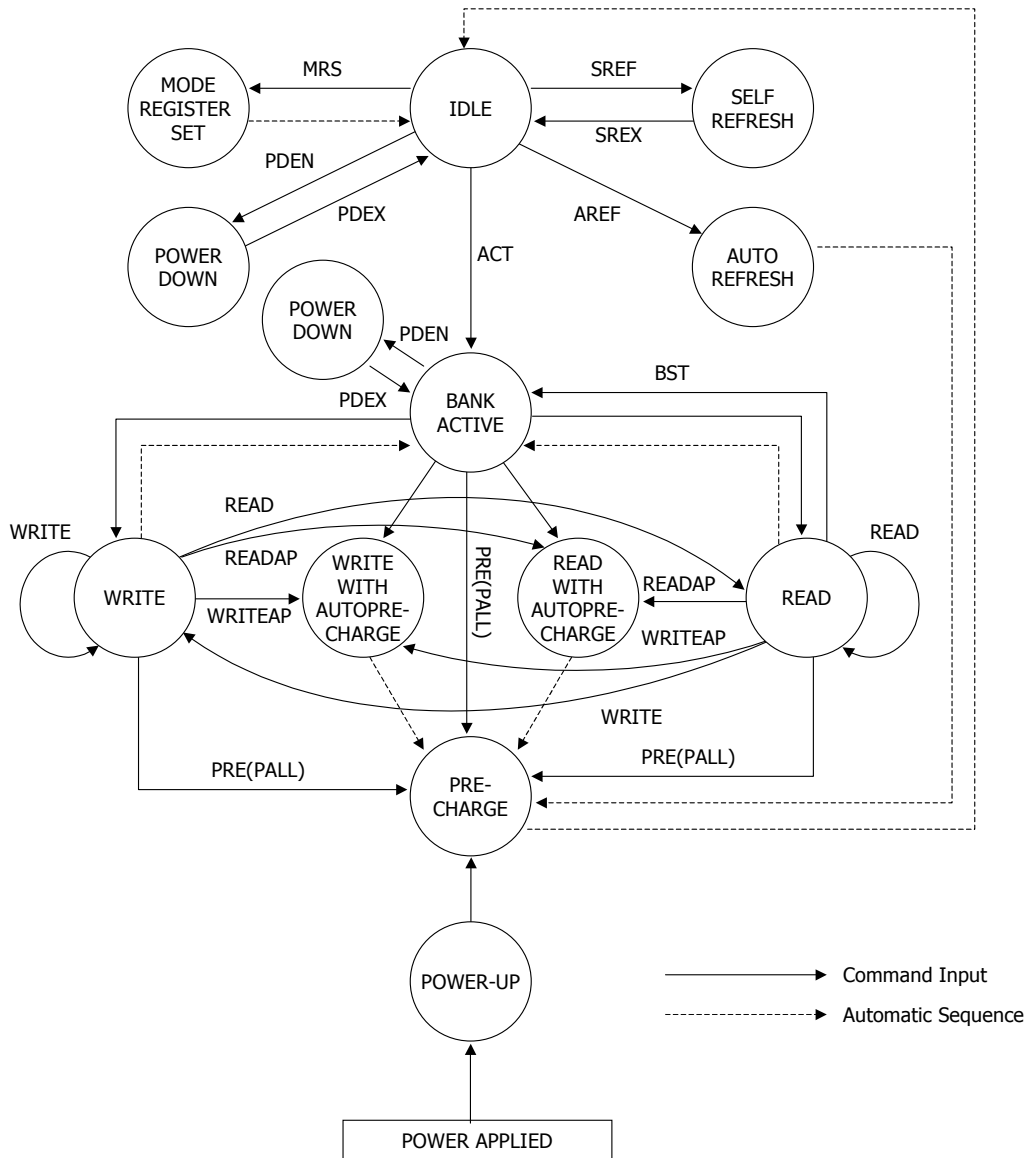 MRS
SREF
MODE
REGISTER
SET
IDLE
SELF
REFRESH
SREX
PDEN
PDEX
AREF
POWER
DOWN
ACT
AUTO
REFRESH
POWER
DOWN
PDEN
PDEX
BST
BANK
ACTIVE
WRITE
READ
READ
READAP
WRITE
WRITEAP
WRITE
WITH
AUTOPRE-
CHARGE
PRE(PALL)
READ
WITH
AUTOPRE-
CHARGE
READAP
READ
WRITEAP
WRITE
PRE(PALL)
PRE(PALL)
PRE-
CHARGE
POWER-UP
Command Input
Automatic Sequence
POWER APPLIED